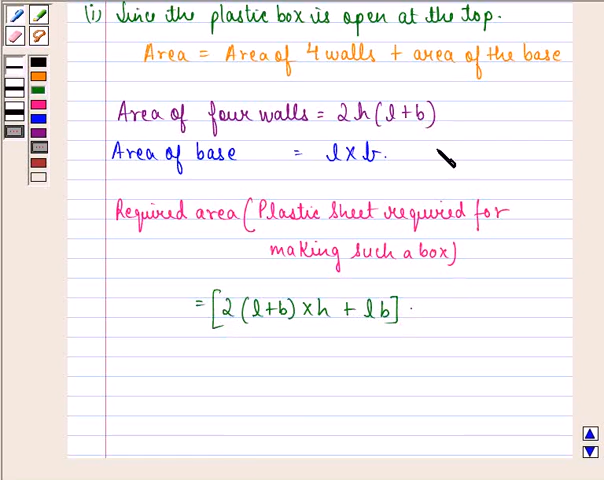 (i) Since the plastic box is open at the top.
Area = Area of 4 walls + area of the base
Area of four walls = 2h(l+b)
Area of base = l×b.
Required area (Plastic sheet required for
making such a box)
= [2(l+b)×h + lb].